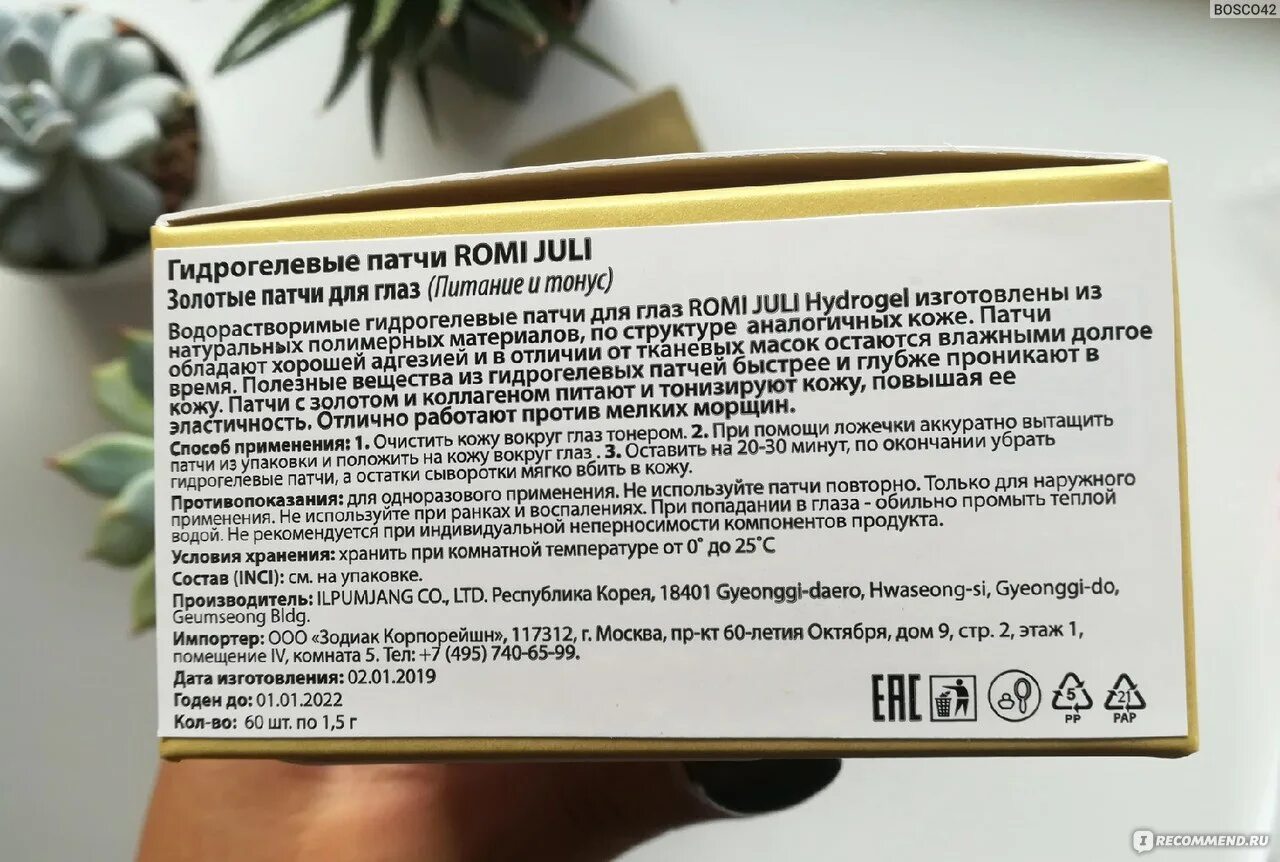 BOSCO42
Гидрогелевые патчи ROMI JULI
Золотые патчи для глаз (Питание и тонус)
Водорастворимые гидрогелевые патчи для глаз ROMI JULI Hydrogel изготовлены из
натуральных полимерных материалов, по структуре аналогичных коже. Патчи
обладают хорошей адгезией и в отличии от тканевых масок остаются влажными долгое
время. Полезные вещества из гидрогелевых патчей быстрее и глубже проникают в
кожу. Патчи с золотом и коллагеном питают и тонизируют кожу, повышая ее
эластичность. Отлично работают против мелких морщин.
Способ применения: 1. Очистить кожу вокруг глаз тонером. 2. При помощи ложечки аккуратно вытащить
патчи из упаковки и положить на кожу вокруг глаз . 3. Оставить на 20-30 минут, по окончании убрать
гидрогелевые патчи, а остатки сыворотки мягко вбить в кожу.
Противопоказания: для одноразового применения. Не используйте патчи повторно. Только для наружного
применения. Не используйте при ранках и воспалениях. При попадании в глаза - обильно промыть теплой
водой. Не рекомендуется при индивидуальной неперносимости компонентов продукта.
Условия хранения: хранить при комнатной температуре от 0° до 25°C
Состав (INCI): см. на упаковке.
Производитель: ILPUMJANG CO., LTD. Республика Корея, 18401 Gyeonggi-daero, Hwaseong-si, Gyeonggi-do,
Geumseong Bldg.
Импортер: ООО «Зодиак Корпорейшн», 117312, г. Москва, пр-кт 60-летия Октября, дом 9, стр. 2, этаж 1,
помещение IV, комната 5. Тел: +7 (495) 740-65-99.
Дата изготовления: 02.01.2019
Годен до: 01.01.2022
Кол-во: 60 шт. по 1,5 г
EAC
5
PP
21
PAP
I RECOMMEND.RU